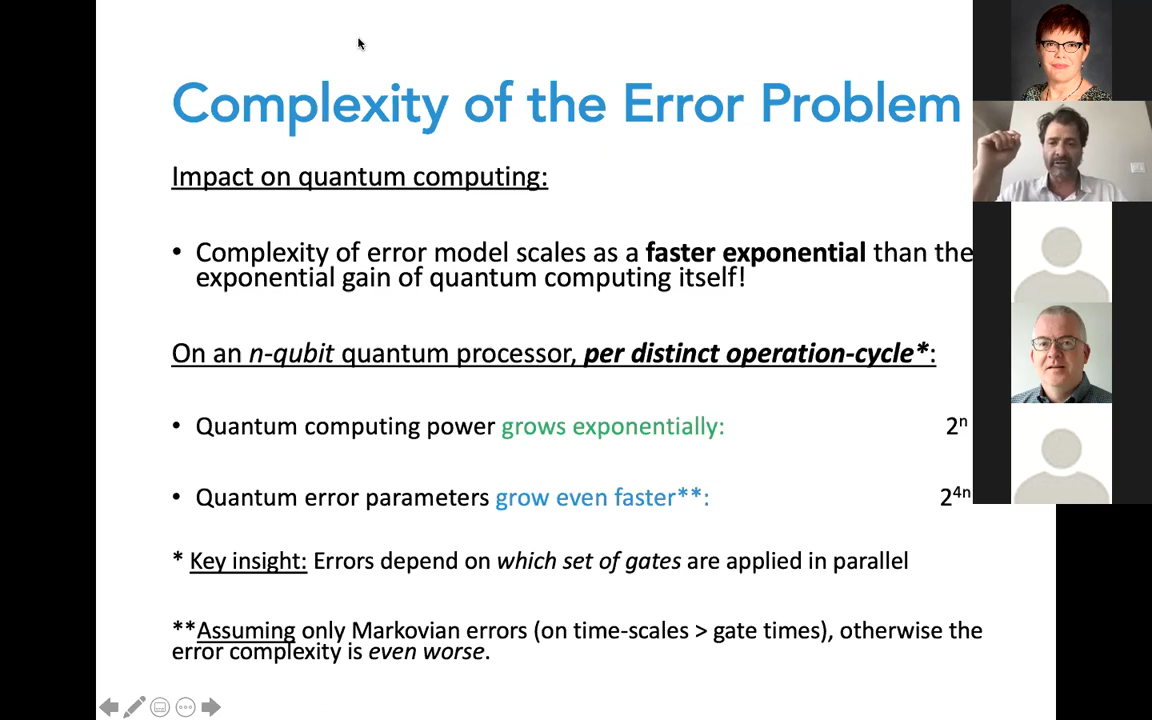 Complexity of the Error Problem
Impact on quantum computing:
• Complexity of error model scales as a faster exponential than the
exponential gain of quantum computing itself!
On an n-qubit quantum processor, per distinct operation-cycle*:
• Quantum computing power grows exponentially: 2ⁿ
• Quantum error parameters grow even faster**: 2⁴ⁿ
* Key insight: Errors depend on which set of gates are applied in parallel
**Assuming only Markovian errors (on time-scales > gate times), otherwise the
error complexity is even worse.